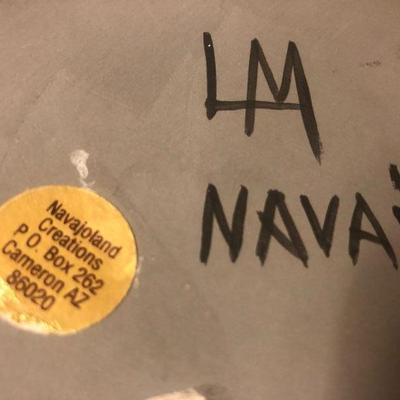 LM
NAVA
Navajoland
Creations
P.O. Box 262
Cameron AZ
86020